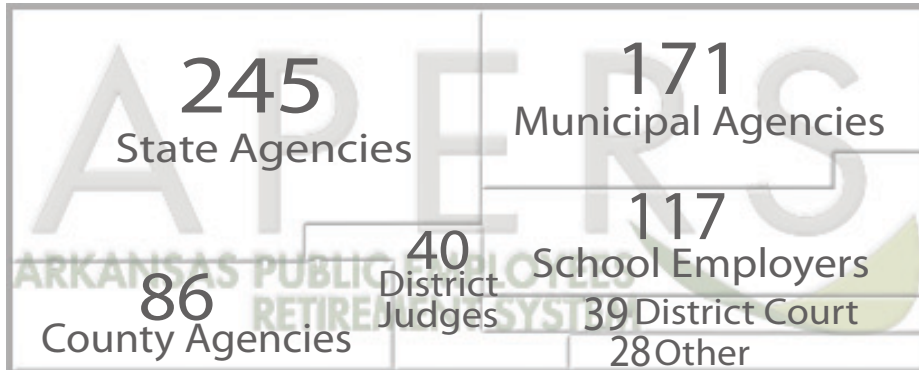 245
State Agencies
171
Municipal Agencies
117
School Employers
86
County Agencies
40
District
Judges
39 District Court
28 Other
APERS
ARKANSAS PUBLIC EMPLOYEES
RETIREMENT SYSTEM